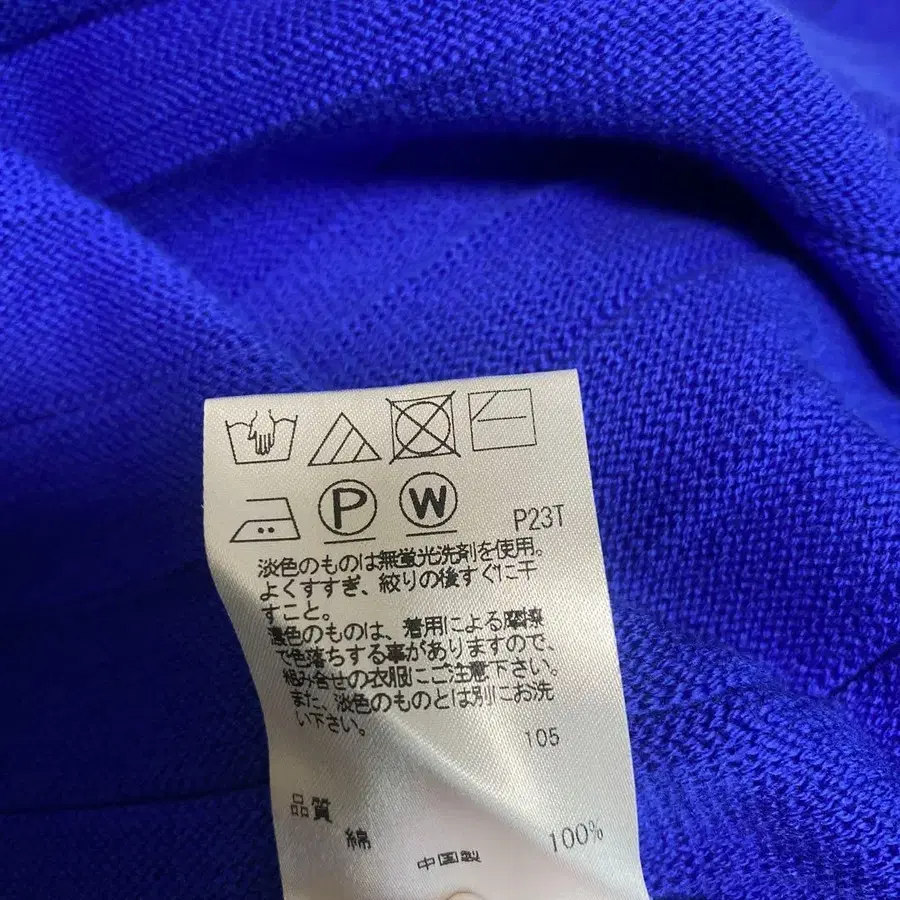 P
W
P23T
淡色のものは無蛍光洗剤を使用。
よくすすぎ、絞りの後すぐに干
すこと。
濃色のものは、着用による摩擦
で色落ちする事がありますので、
組み合せの衣服にご注意下さい。
また、淡色のものとは別にお洗
い下さい。
105
品質
綿 100%
中国製